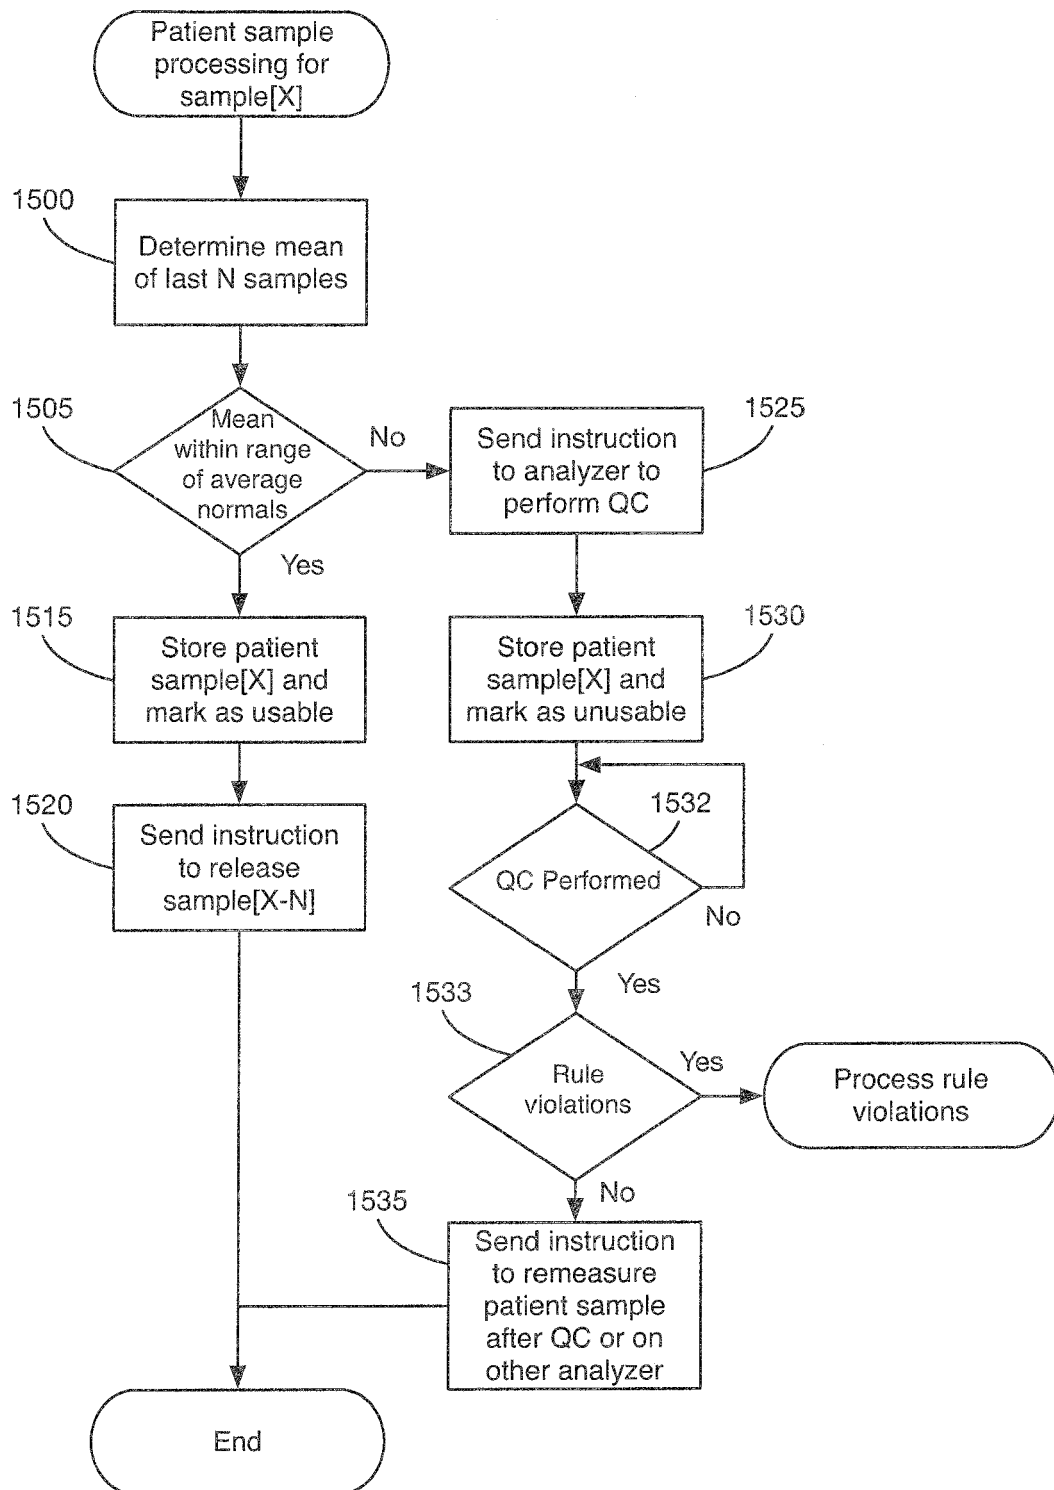 Patient sample
processing for
sample[X]
1500
Determine mean
of last N samples
1505
Mean
within range
of average
normals
No
Yes
1525
Send instruction
to analyzer to
perform QC
1515
Store patient
sample[X] and
mark as usable
1530
Store patient
sample[X] and
mark as unusable
1520
Send instruction
to release
sample[X-N]
1532
QC Performed
No
Yes
1533
Rule
violations
Yes
Process rule
violations
No
1535
Send instruction
to remeasure
patient sample
after QC or on
other analyzer
End